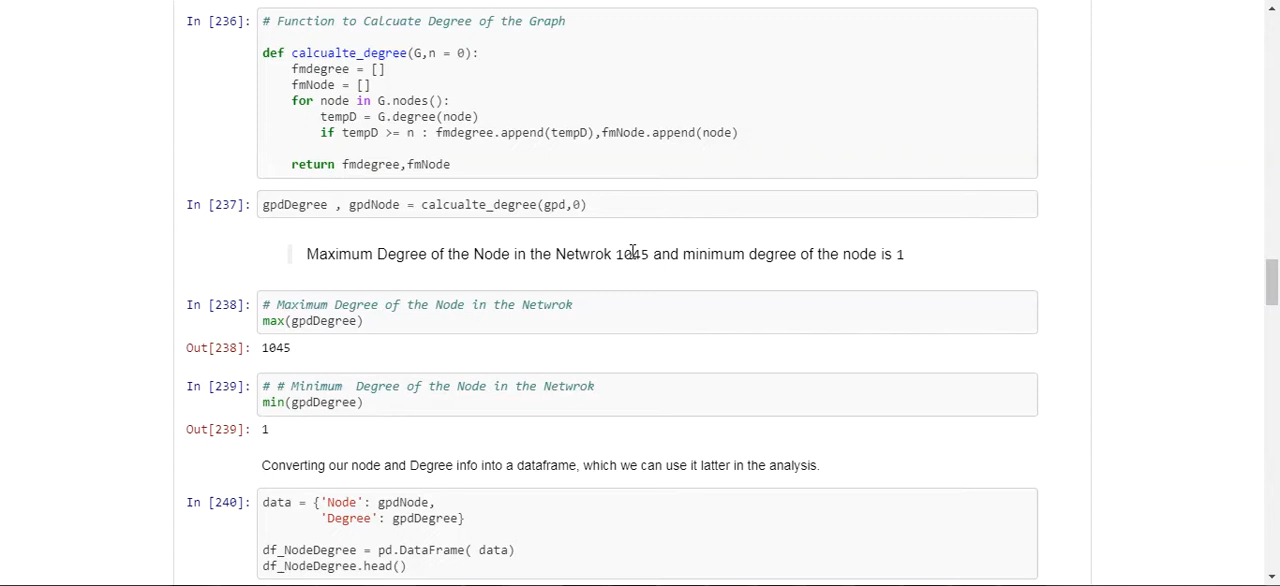 In [236]: # Function to Calcuate Degree of the Graph
def calcualte_degree(G,n = 0):
fmdegree = []
fmNode = []
for node in G.nodes():
tempD = G.degree(node)
if tempD >= n : fmdegree.append(tempD),fmNode.append(node)
return fmdegree,fmNode
In [237]: gpdDegree , gpdNode = calcualte_degree(gpd,0)
Maximum Degree of the Node in the Netwrok 1045 and minimum degree of the node is 1
In [238]: # Maximum Degree of the Node in the Netwrok
max(gpdDegree)
Out[238]: 1045
In [239]: # # Minimum  Degree of the Node in the Netwrok
min(gpdDegree)
Out[239]: 1
Converting our node and Degree info into a dataframe, which we can use it latter in the analysis.
In [240]: data = {'Node': gpdNode,
'Degree': gpdDegree}
df_NodeDegree = pd.DataFrame( data)
df_NodeDegree.head()